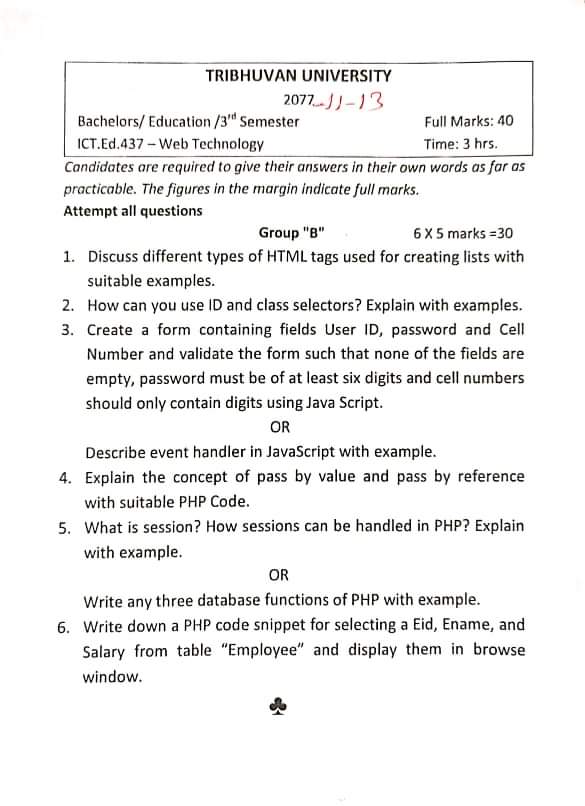 TRIBHUVAN UNIVERSITY
2077-11-13
Bachelors/ Education /3rd Semester Full Marks: 40
ICT.Ed.437 – Web Technology Time: 3 hrs.
Candidates are required to give their answers in their own words as far as
practicable. The figures in the margin indicate full marks.
Attempt all questions
Group "B" 6 X 5 marks =30
1. Discuss different types of HTML tags used for creating lists with
suitable examples.
2. How can you use ID and class selectors? Explain with examples.
3. Create a form containing fields User ID, password and Cell
Number and validate the form such that none of the fields are
empty, password must be of at least six digits and cell numbers
should only contain digits using Java Script.
OR
Describe event handler in JavaScript with example.
4. Explain the concept of pass by value and pass by reference
with suitable PHP Code.
5. What is session? How sessions can be handled in PHP? Explain
with example.
OR
Write any three database functions of PHP with example.
6. Write down a PHP code snippet for selecting a Eid, Ename, and
Salary from table “Employee” and display them in browse
window.